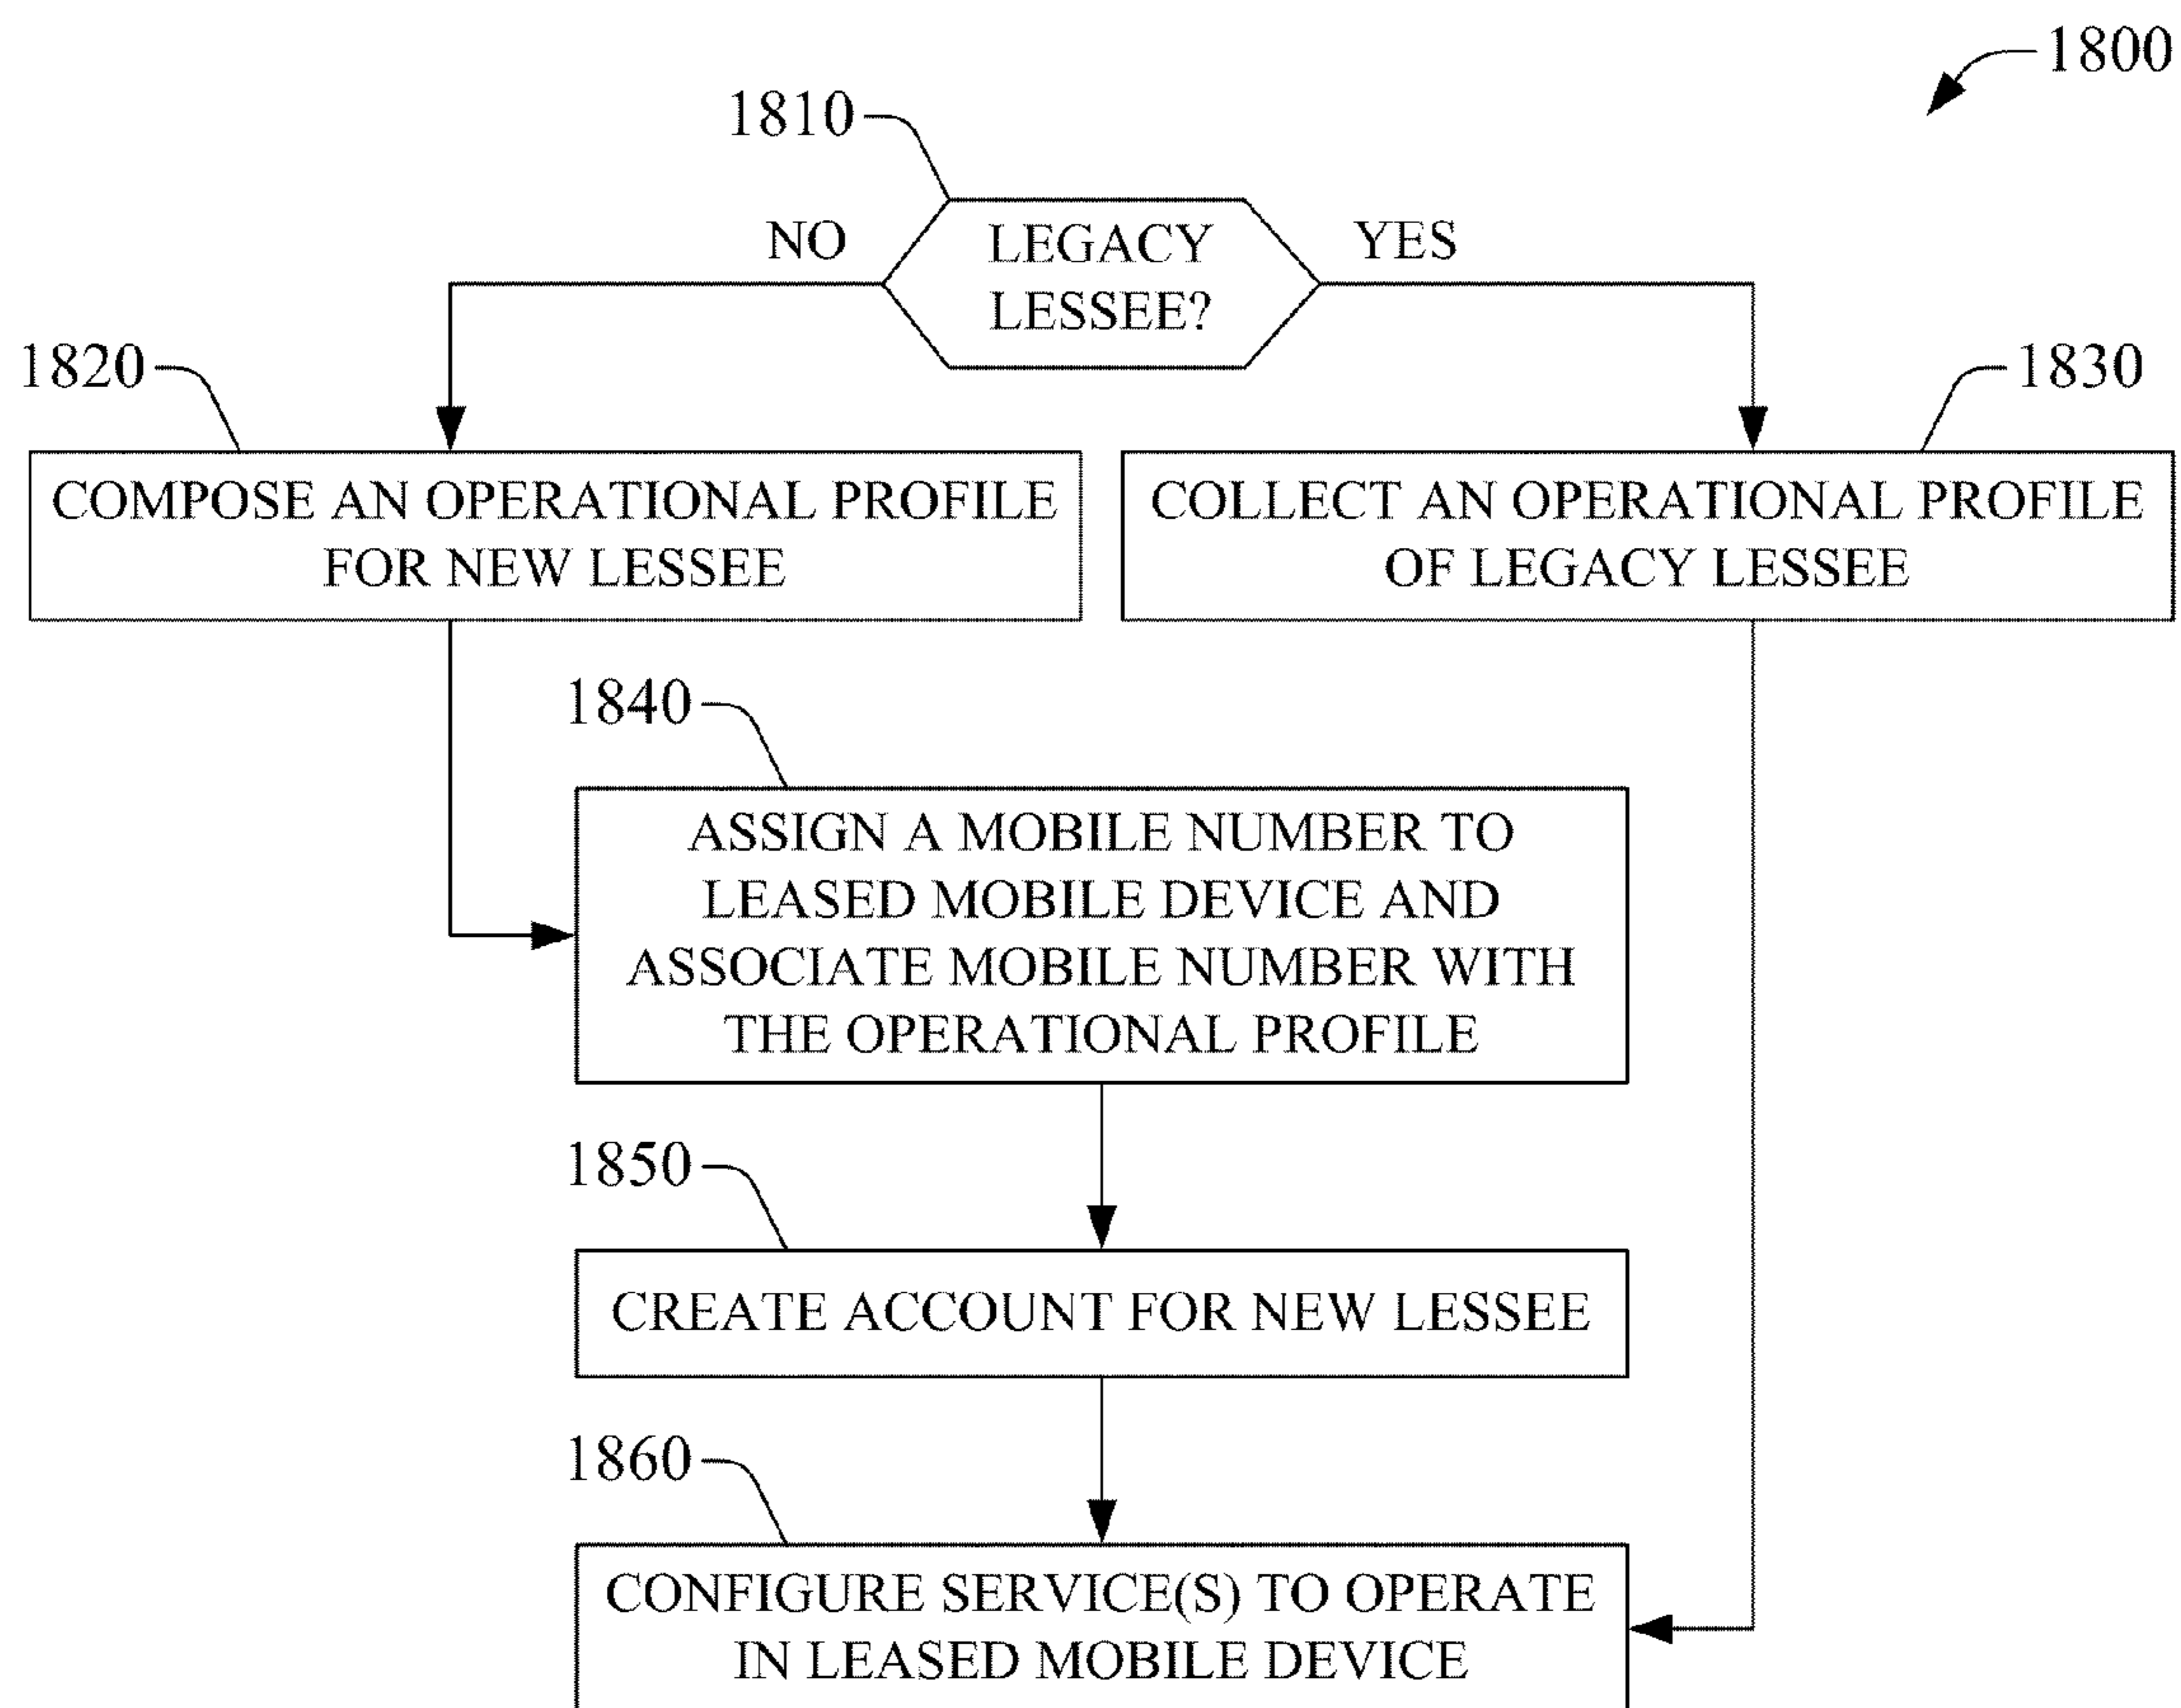 1800
1810
NO
LEGACY
LESSEE?
YES
1820
1830
COMPOSE AN OPERATIONAL PROFILE
FOR NEW LESSEE
COLLECT AN OPERATIONAL PROFILE
OF LEGACY LESSEE
1840
ASSIGN A MOBILE NUMBER TO
LEASED MOBILE DEVICE AND
ASSOCIATE MOBILE NUMBER WITH
THE OPERATIONAL PROFILE
1850
CREATE ACCOUNT FOR NEW LESSEE
1860
CONFIGURE SERVICE(S) TO OPERATE
IN LEASED MOBILE DEVICE